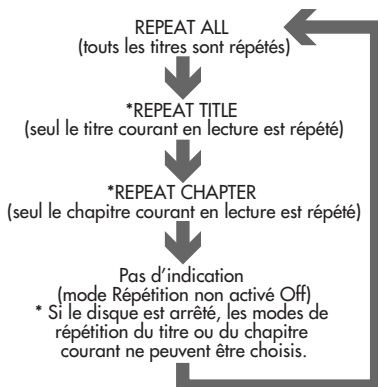 REPEAT ALL
(touts les titres sont répétés)
*REPEAT TITLE
(seul le titre courant en lecture est répété)
*REPEAT CHAPTER
(seul le chapitre courant en lecture est répété)
Pas d’indication
(mode Répétition non activé Off)
* Si le disque est arrêté, les modes de
répétition du titre ou du chapitre
courant ne peuvent être choisis.